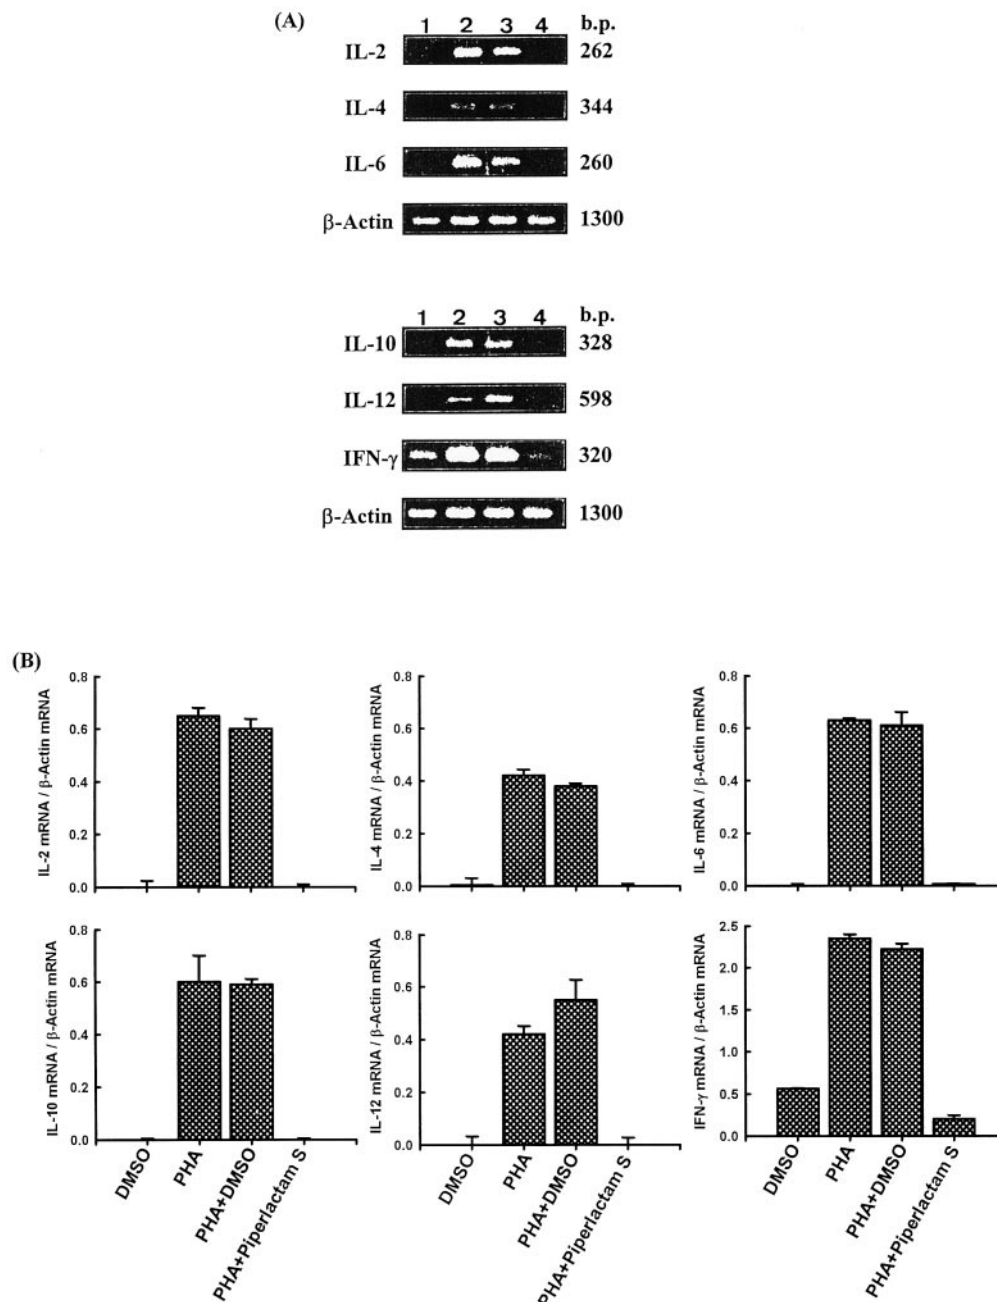 (A)
1 2 3 4 b.p.
IL-2 262
IL-4 344
IL-6 260
β-Actin 1300
1 2 3 4 b.p.
IL-10 328
IL-12 598
IFN-γ 320
β-Actin 1300
(B)
IL-2 mRNA / β-Actin mRNA
0.8
0.6
0.4
0.2
0.0
IL-4 mRNA / β-Actin mRNA
0.8
0.6
0.4
0.2
0.0
IL-6 mRNA / β-Actin mRNA
0.8
0.6
0.4
0.2
0.0
IL-10 mRNA / β-Actin mRNA
0.8
0.6
0.4
0.2
0.0
DMSO
PHA
PHA+DMSO
PHA+Piperlactam S
IL-12 mRNA / β-Actin mRNA
0.8
0.6
0.4
0.2
0.0
DMSO
PHA
PHA+DMSO
PHA+Piperlactam S
IFN-γ mRNA / β-Actin mRNA
2.5
2.0
1.5
1.0
0.5
0.0
DMSO
PHA
PHA+DMSO
PHA+Piperlactam S